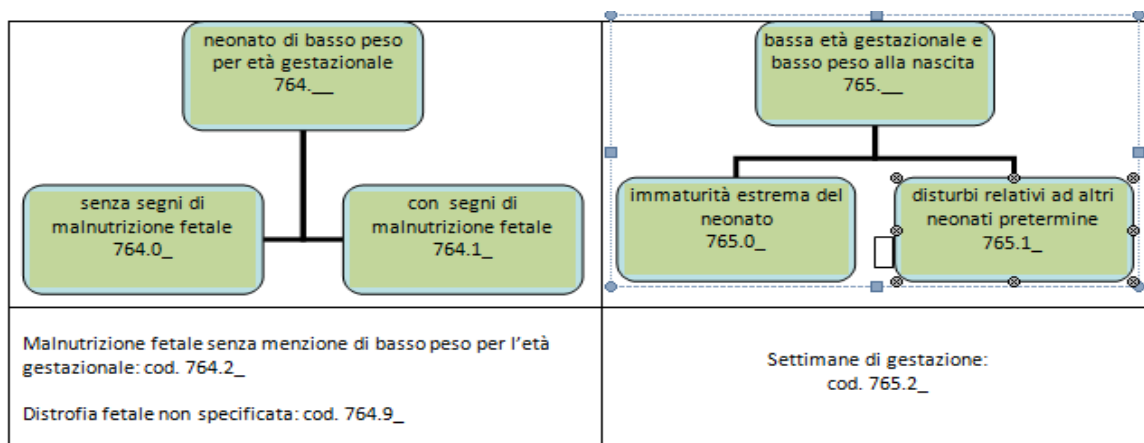 neonato di basso peso
per età gestazionale
764.__
senza segni di
malnutrizione fetale
764.0_
con segni di
malnutrizione fetale
764.1_
bassa età gestazionale e
basso peso alla nascita
765.__
immaturità estrema del
neonato
765.0_
disturbi relativi ad altri
neonati pretermine
765.1_
Malnutrizione fetale senza menzione di basso peso per l’età
gestazionale: cod. 764.2_
Distrofia fetale non specificata: cod. 764.9_
Settimane di gestazione:
cod. 765.2_